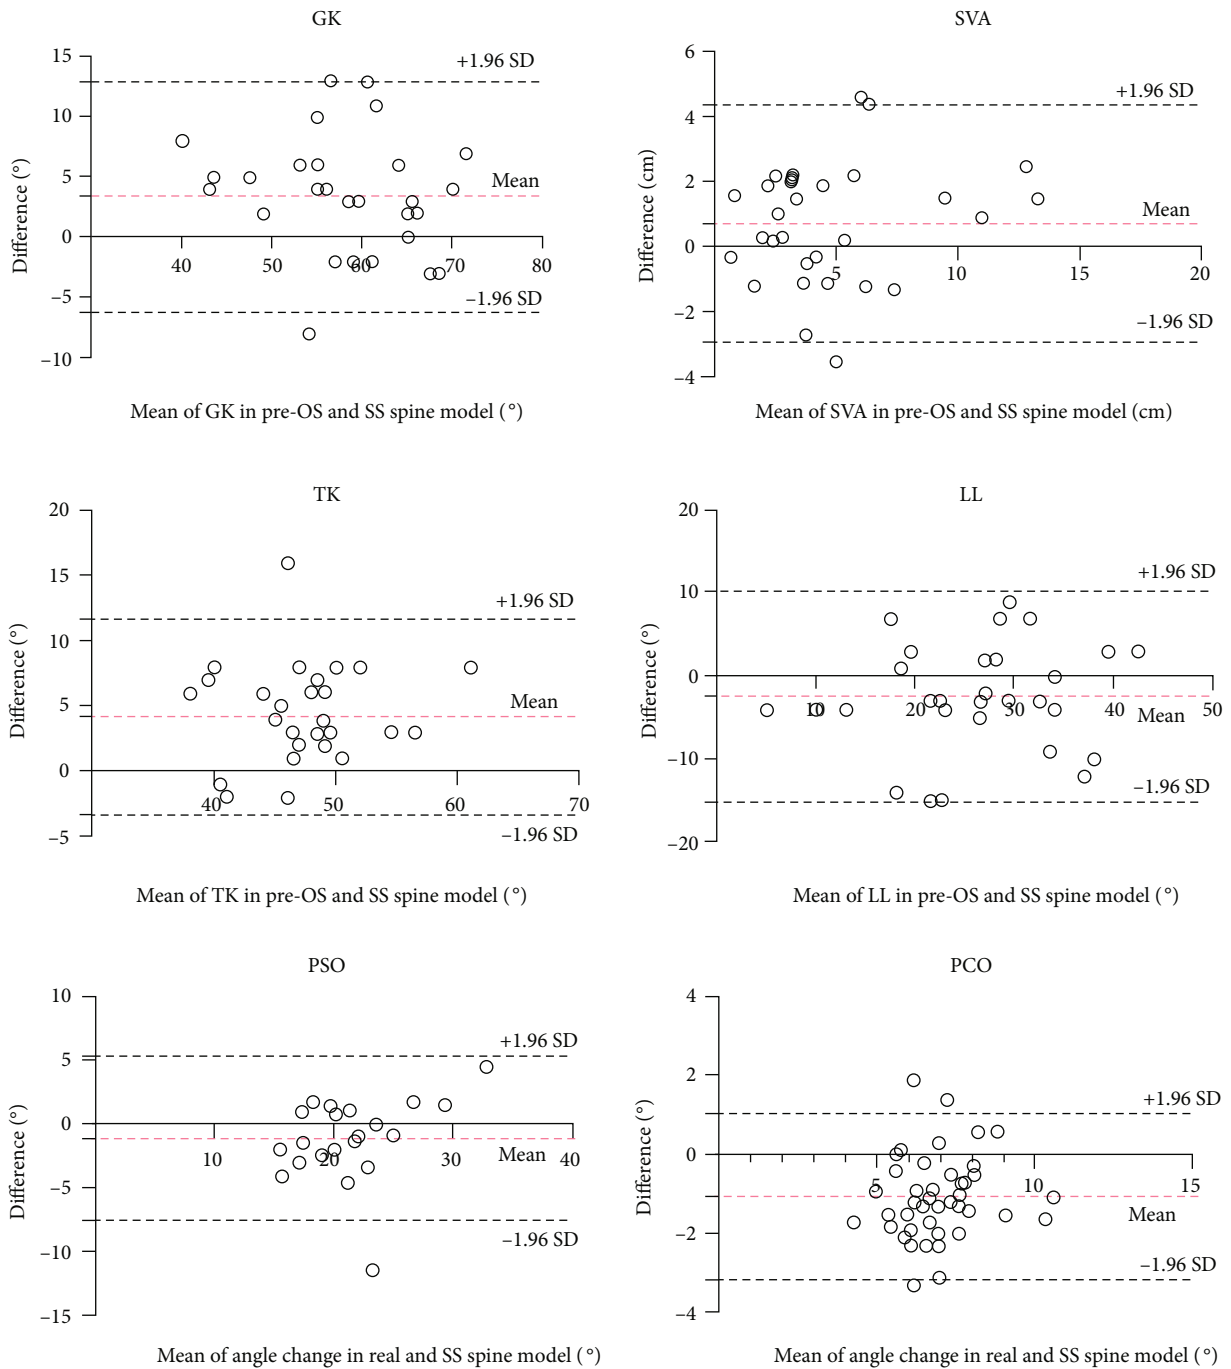 GK
15
10
5
0
−5
−10
40
50
60
70
80
+1.96 SD
Mean
−1.96 SD
Difference (°)
Mean of GK in pre-OS and SS spine model (°)
SVA
6
4
2
0
−2
−4
5
10
15
20
+1.96 SD
Mean
−1.96 SD
Difference (cm)
Mean of SVA in pre-OS and SS spine model (cm)
TK
20
15
10
5
0
−5
40
50
60
70
+1.96 SD
Mean
−1.96 SD
Difference (°)
Mean of TK in pre-OS and SS spine model (°)
LL
20
10
0
−10
−20
10
20
30
40
50
+1.96 SD
Mean
−1.96 SD
Difference (°)
Mean of LL in pre-OS and SS spine model (°)
PSO
10
5
0
−5
−10
−15
10
20
30
40
+1.96 SD
Mean
−1.96 SD
Difference (°)
Mean of angle change in real and SS spine model (°)
PCO
4
2
0
−2
−4
5
10
15
+1.96 SD
Mean
−1.96 SD
Difference (°)
Mean of angle change in real and SS spine model (°)